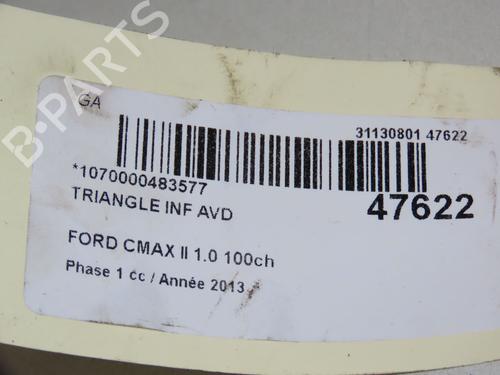 B-PARTS
GA
31130801 47622
*1070000483577
47622
TRIANGLE INF AVD
FORD CMAX II 1.0 100ch
Phase 1 cc / Année 2013